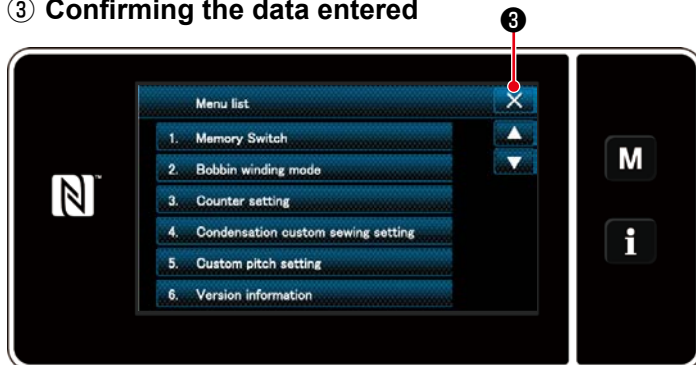 ③ Confirming the data entered
❸
Menu list
1. Memory Switch
2. Bobbin winding mode
3. Counter setting
4. Condensation custom sewing setting
5. Custom pitch setting
6. Version information
N
™
M
i